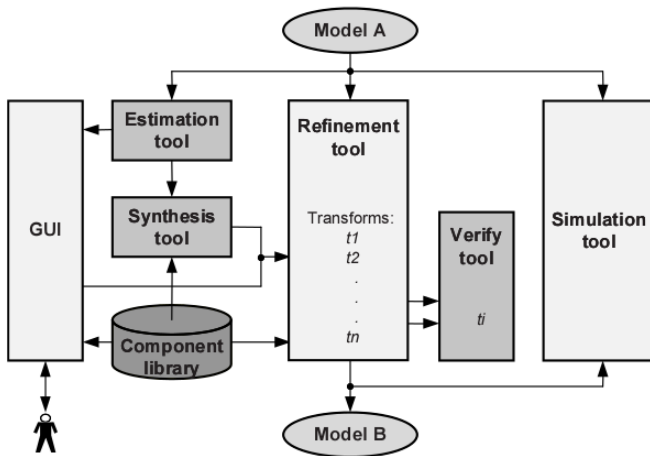 Model A
Estimation
tool
Refinement
tool
Synthesis
tool
GUI
Transforms:
t1
t2
.
.
.
tn
Verify
tool
ti
Simulation
tool
Component
library
Model B